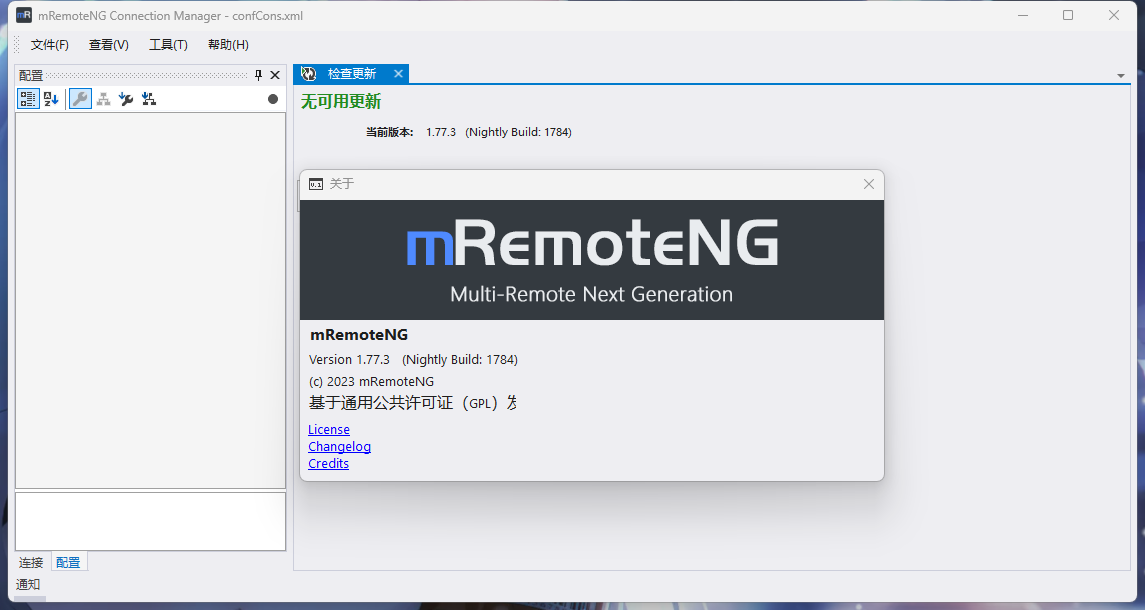 mRemoteNG Connection Manager - confCons.xml
文件(F) 查看(V) 工具(T) 帮助(H)
配置
检查更新
无可用更新
当前版本: 1.77.3 (Nightly Build: 1784)
关于
mRemoteNG
Multi-Remote Next Generation
mRemoteNG
Version 1.77.3 (Nightly Build: 1784)
(c) 2023 mRemoteNG
基于通用公共许可证（GPL）发
License
Changelog
Credits
连接 配置
通知